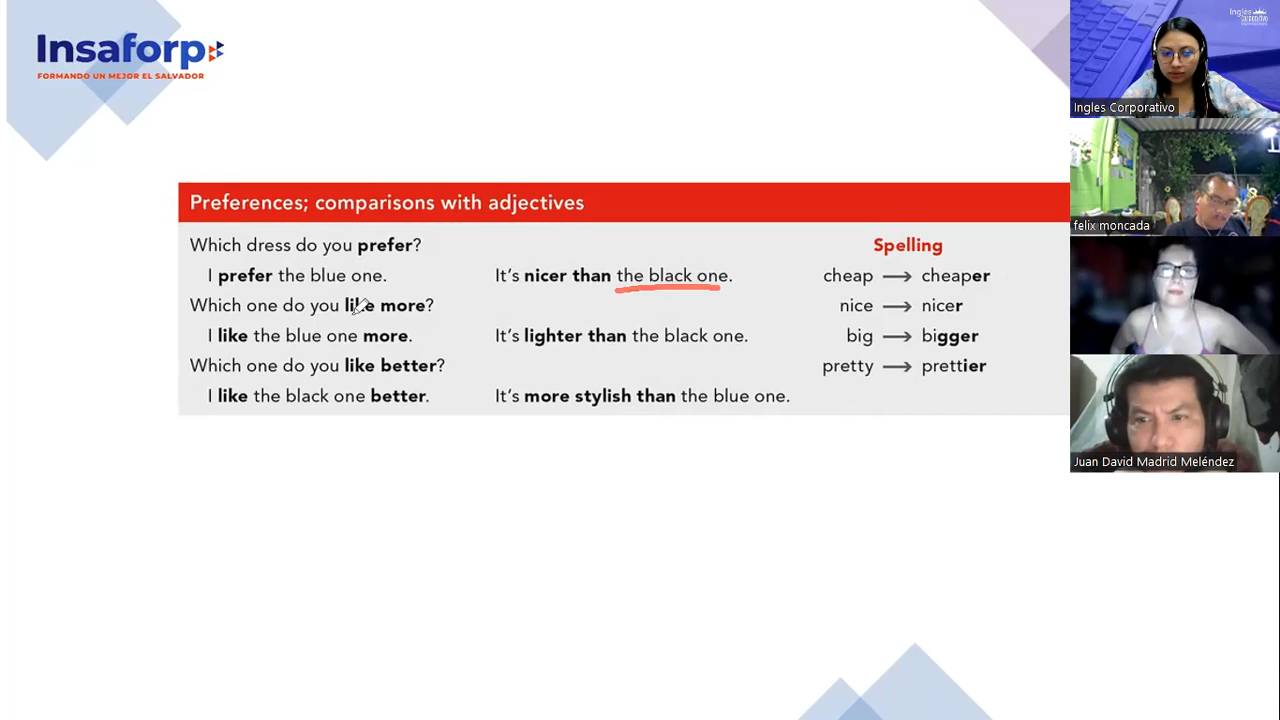 Insaforp
FORMANDO UN MEJOR EL SALVADOR
Preferences; comparisons with adjectives
Which dress do you prefer?
I prefer the blue one.
Which one do you like more?
I like the blue one more.
Which one do you like better?
I like the black one better.
It's nicer than the black one.
It's lighter than the black one.
It's more stylish than the blue one.
Spelling
cheap → cheaper
nice → nicer
big → bigger
pretty → prettier
Ingles
Ingles Corporativo
felix moncada
Juan David Madrid Meléndez